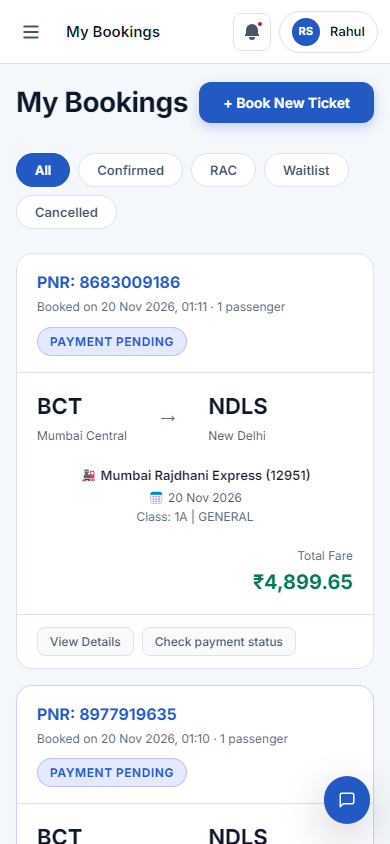 My Bookings
RS Rahul
My Bookings
+ Book New Ticket
All
Confirmed
RAC
Waitlist
Cancelled
PNR: 8683009186
Booked on 20 Nov 2026, 01:11 · 1 passenger
PAYMENT PENDING
BCT → NDLS
Mumbai Central
New Delhi
Mumbai Rajdhani Express (12951)
20 Nov 2026
Class: 1A | GENERAL
Total Fare
₹4,899.65
View Details
Check payment status
PNR: 8977919635
Booked on 20 Nov 2026, 01:10 · 1 passenger
PAYMENT PENDING
BCT
NDLS